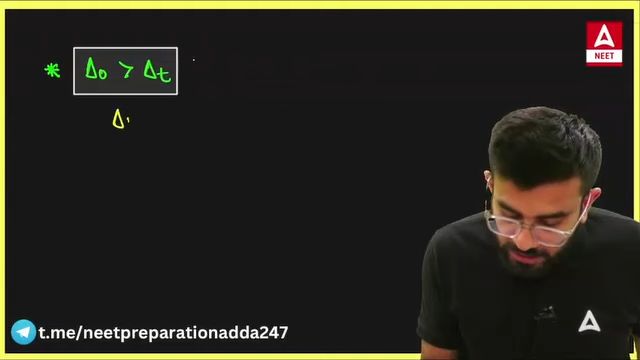 NEET
* Δo > Δt
Δ
t.me/neetpreparationadda247